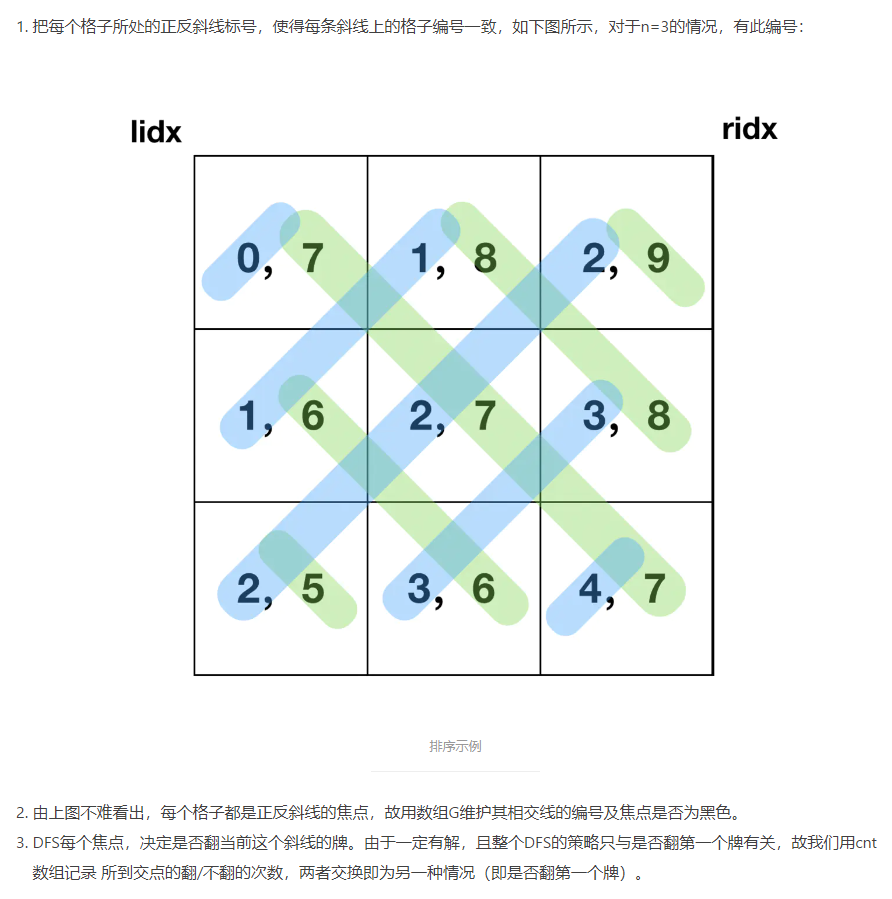 1. 把每个格子所处的正反斜线标号，使得每条斜线上的格子编号一致，如下图所示，对于n=3的情况，有此编号：
lidx
ridx
0, 7
1, 8
2, 9
1, 6
2, 7
3, 8
2, 5
3, 6
4, 7
排序示例
2. 由上图不难看出，每个格子都是正反斜线的焦点，故用数组G维护其相交线的编号及焦点是否为黑色。
3. DFS每个焦点，决定是否翻当前这个斜线的牌。由于一定有解，且整个DFS的策略只与是否翻第一个牌有关，故我们用cnt
数组记录 所到交点的翻/不翻的次数，两者交换即为另一种情况（即是否翻第一个牌）。